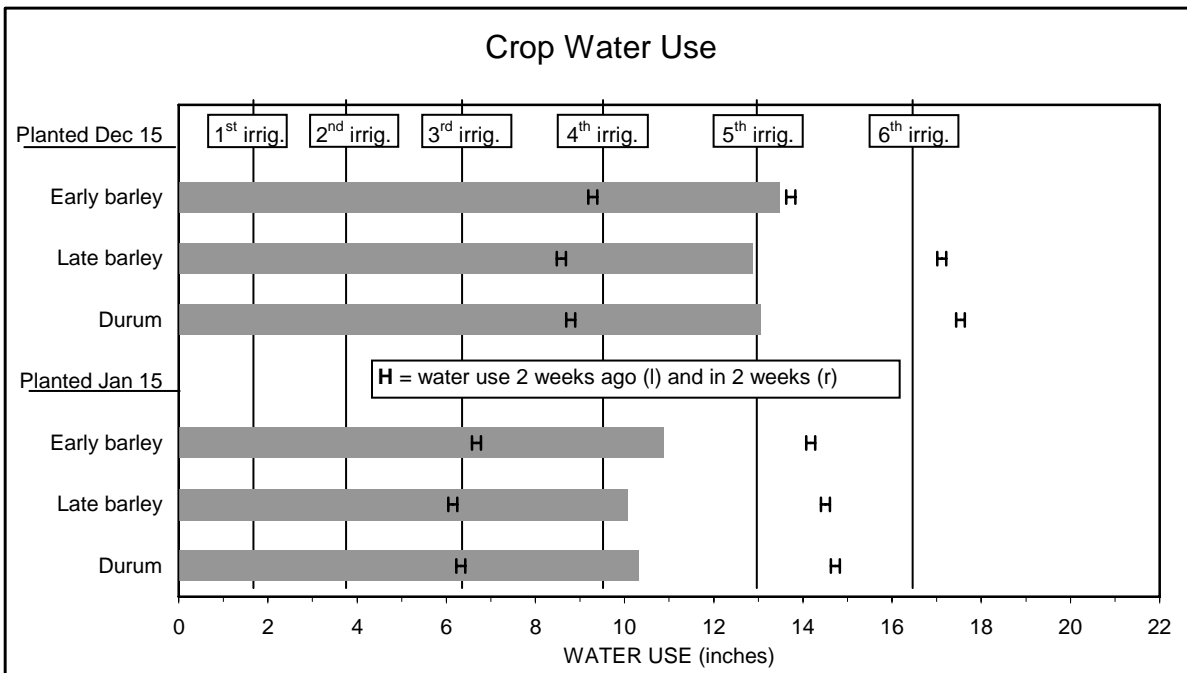 Crop Water Use
Planted Dec 15
1st irrig. 2nd irrig. 3rd irrig. 4th irrig. 5th irrig. 6th irrig.
Early barley H H
Late barley H H
Durum H H
Planted Jan 15
H = water use 2 weeks ago (l) and in 2 weeks (r)
Early barley H H
Late barley H H
Durum H H
0 2 4 6 8 10 12 14 16 18 20 22
WATER USE (inches)